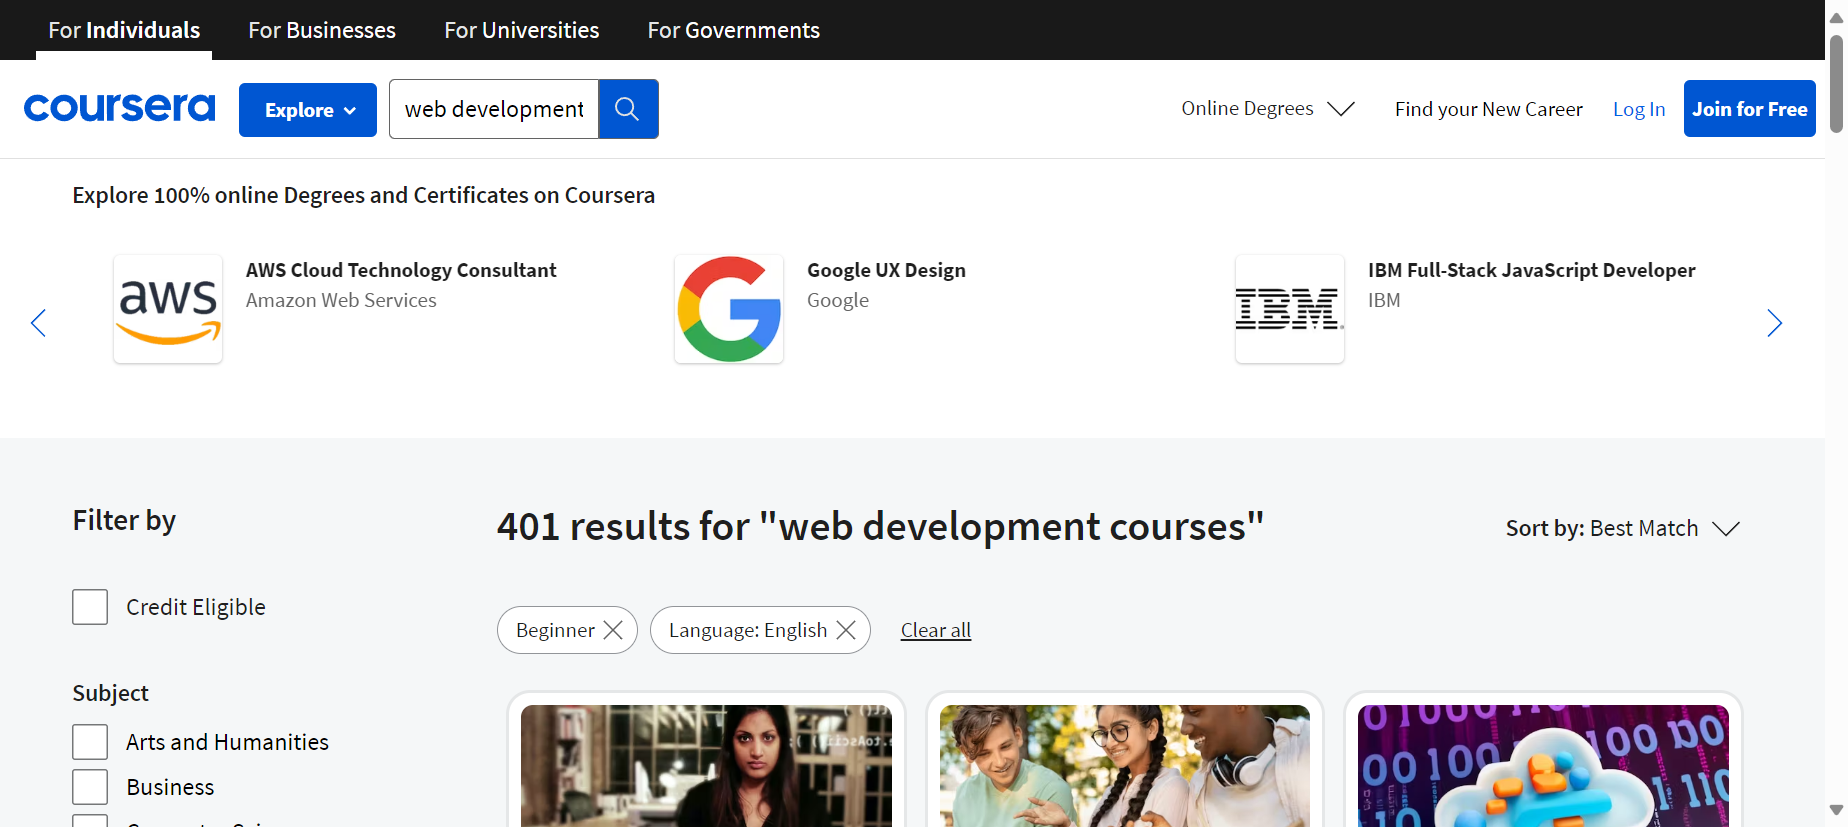 For Individuals
For Businesses
For Universities
For Governments
coursera
Explore
web development
Online Degrees
Find your New Career
Log In
Join for Free
Explore 100% online Degrees and Certificates on Coursera
aws
AWS Cloud Technology Consultant
Amazon Web Services
Google UX Design
Google
IBM
IBM Full-Stack JavaScript Developer
IBM
Filter by
401 results for "web development courses"
Sort by: Best Match
Credit Eligible
Beginner
Language: English
Clear all
Subject
Arts and Humanities
Business